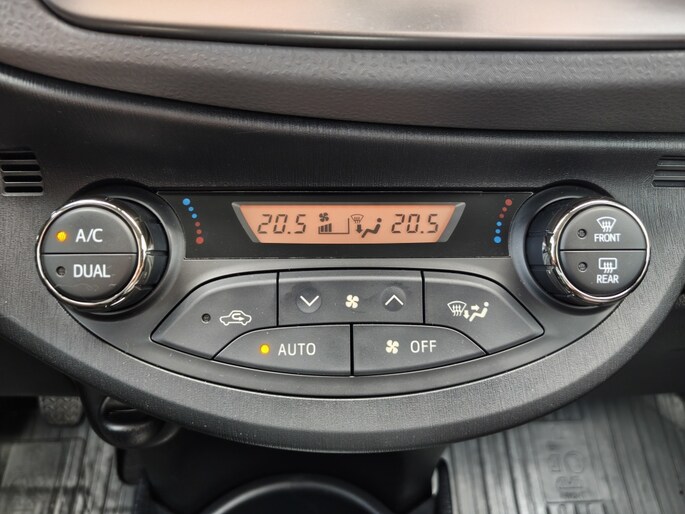 20.5 20.5
A/C
DUAL
FRONT
REAR
AUTO
OFF